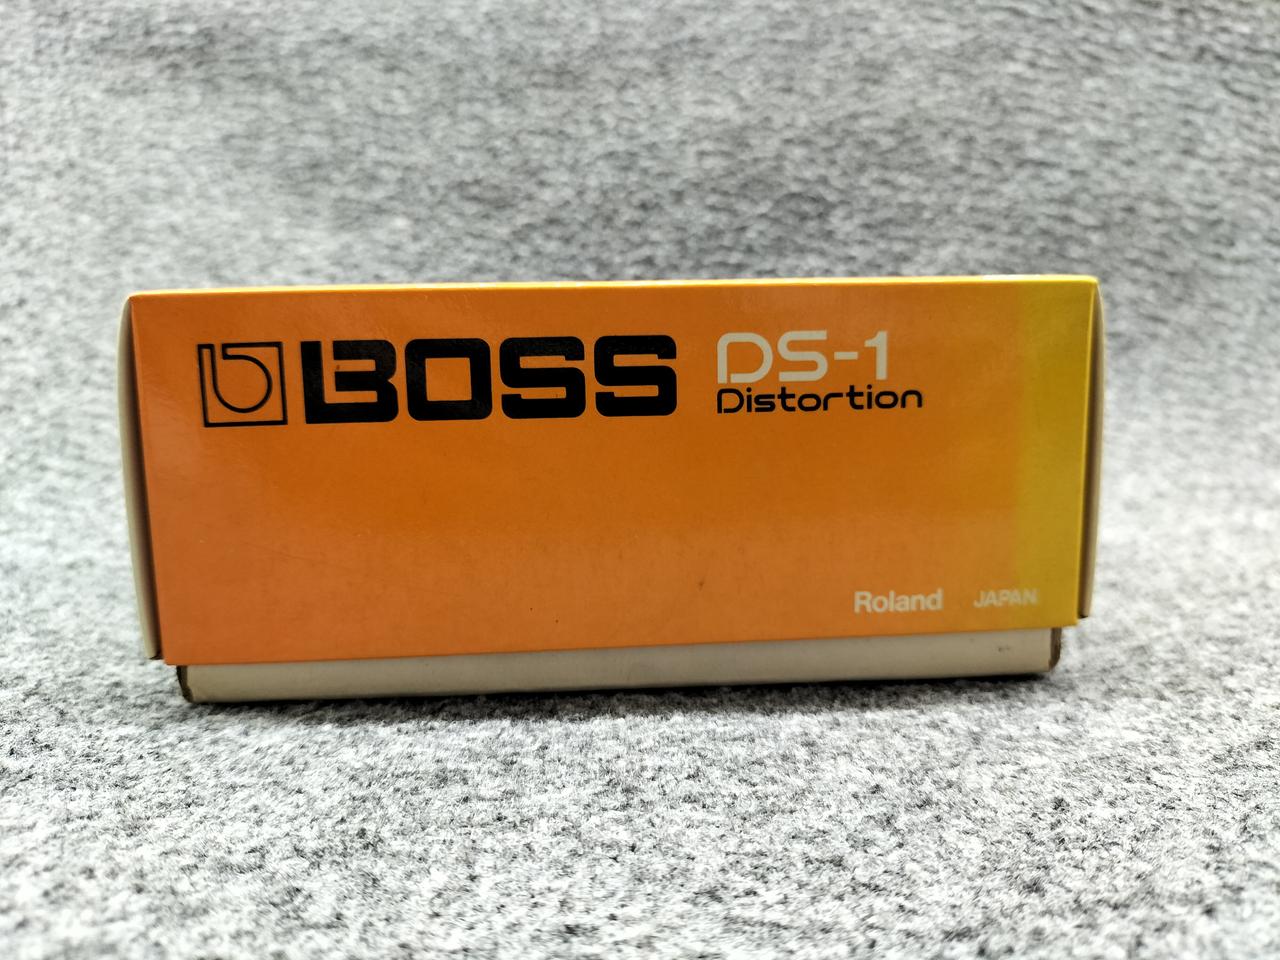 BOSS DS-1
Distortion
Roland JAPAN